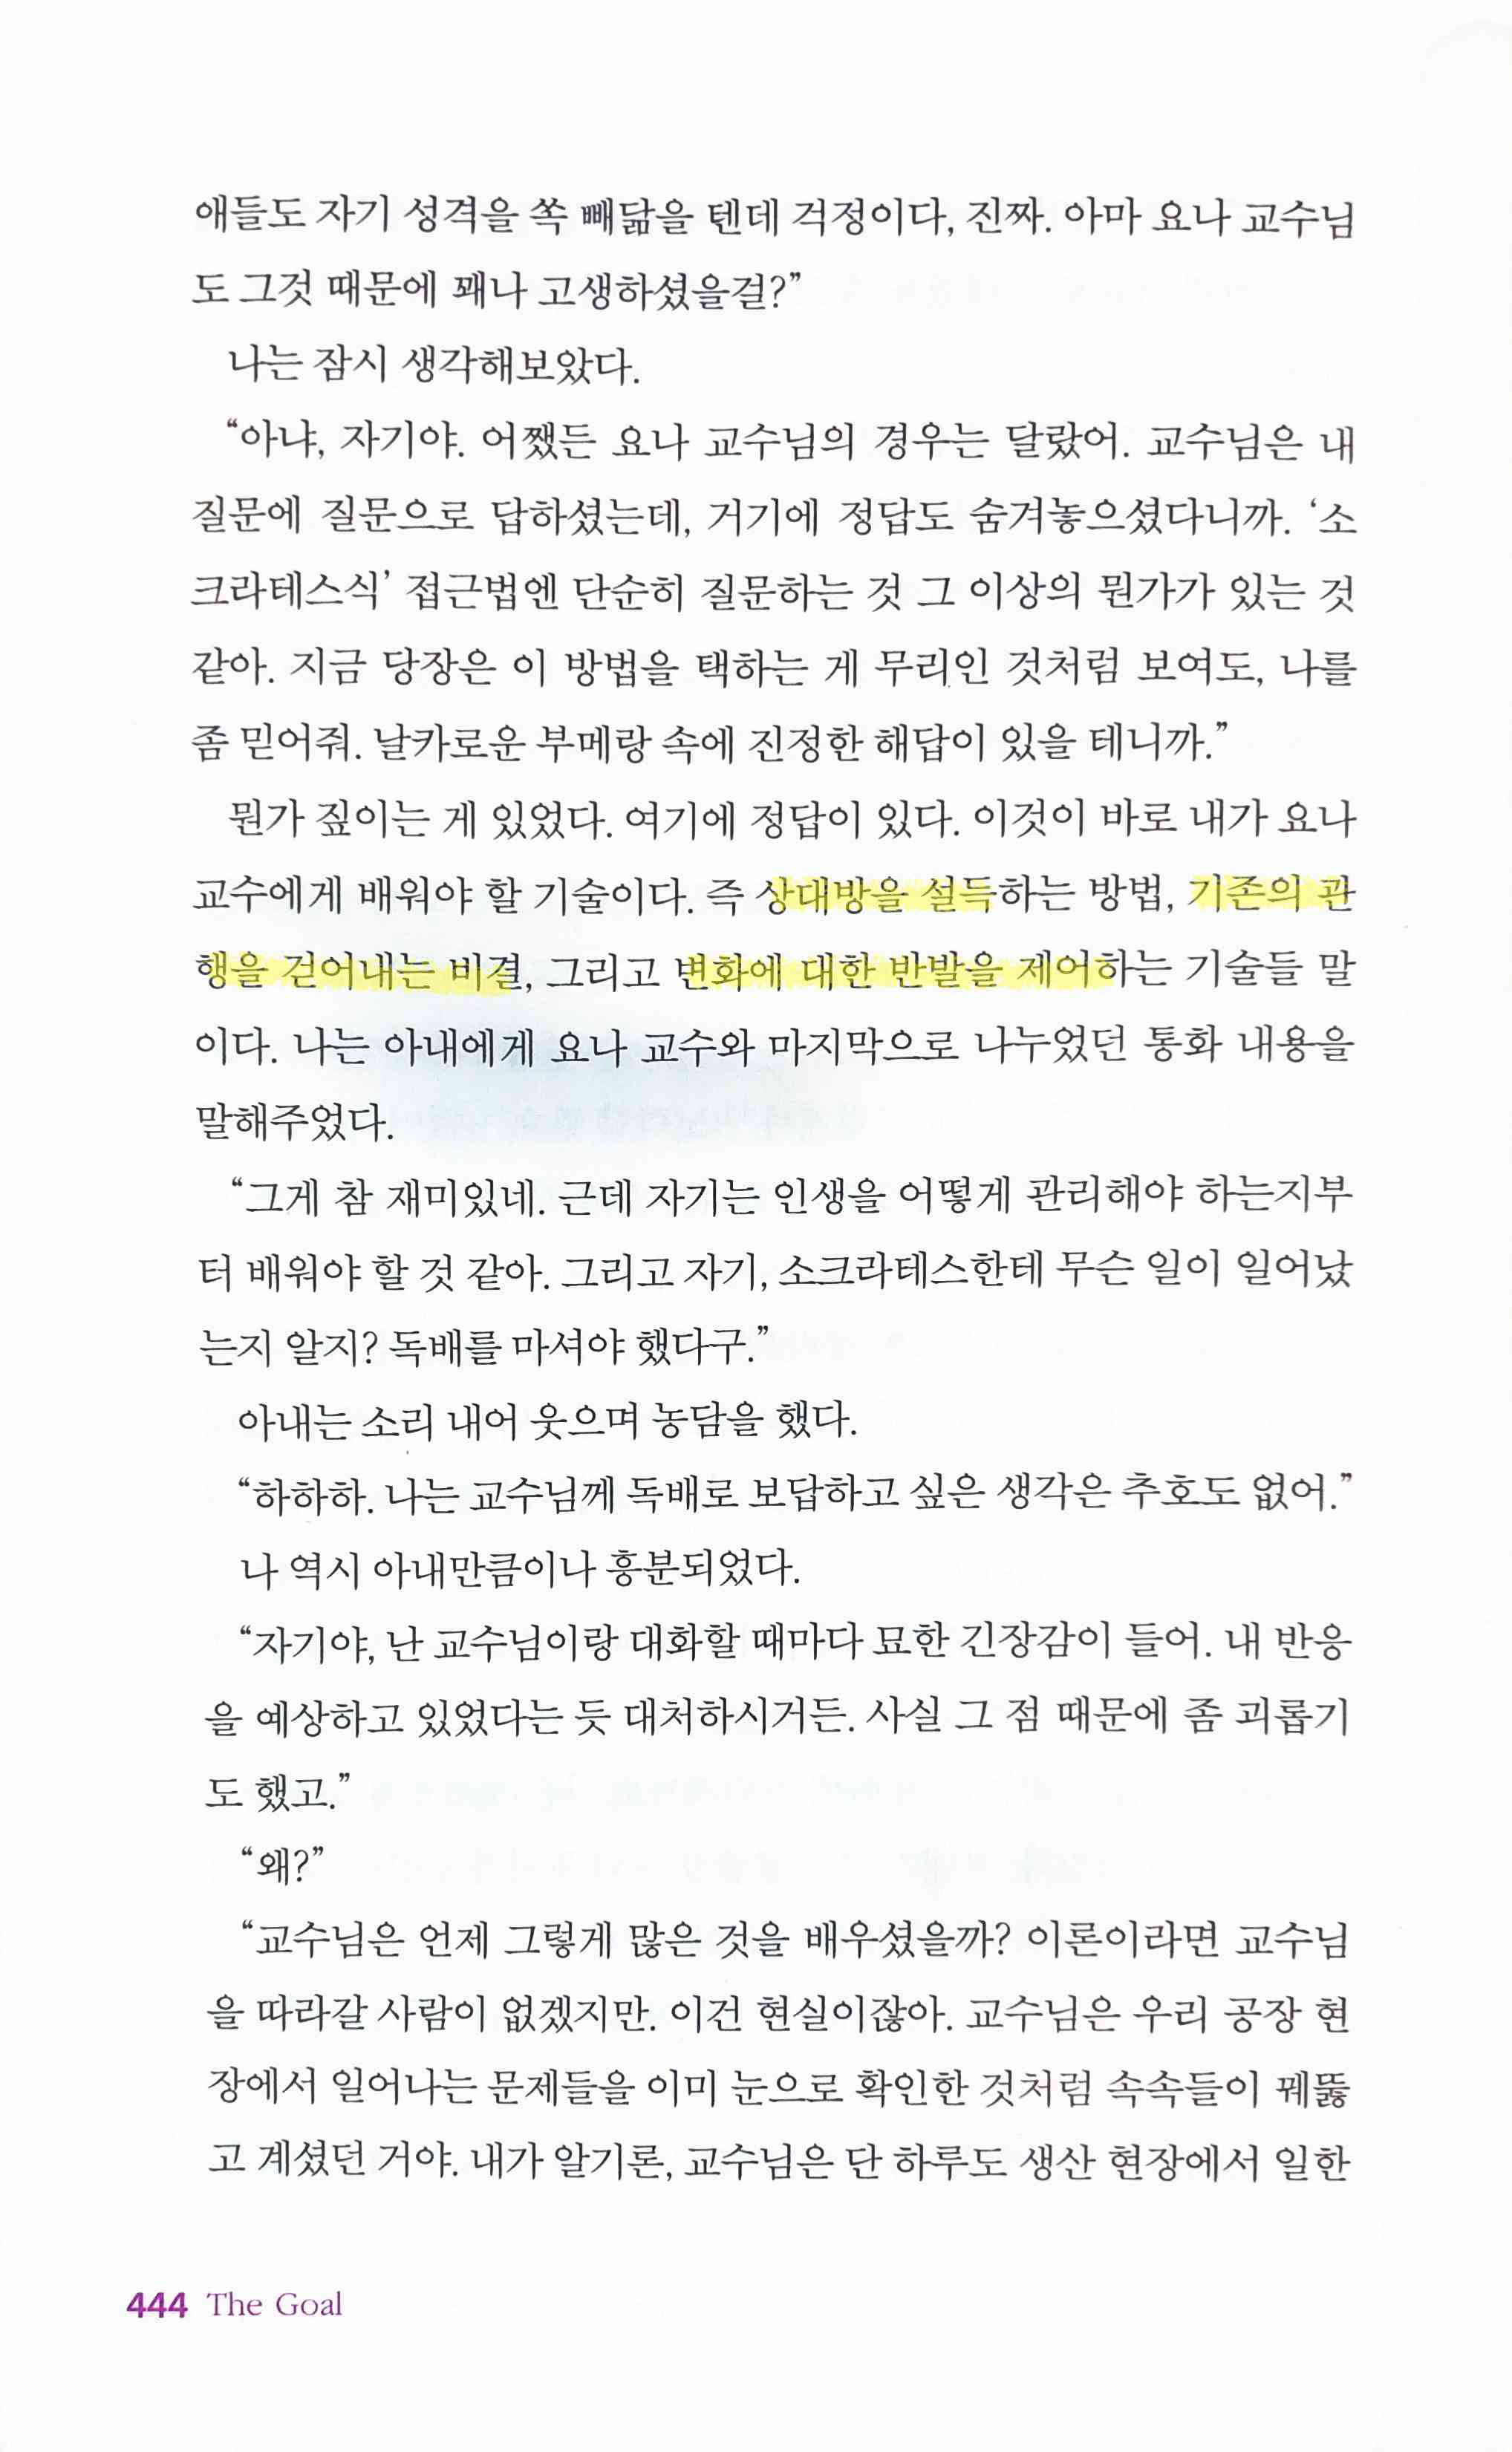 애들도 자기 성격을 쏙 빼닮을 텐데 걱정이다, 진짜. 아마 요나 교수님
도 그것 때문에 꽤나 고생하셨을걸?”
나는 잠시 생각해보았다.
“아냐, 자기야. 어쨌든 요나 교수님의 경우는 달랐어. 교수님은 내
질문에 질문으로 답하셨는데, 거기에 정답도 숨겨놓으셨다니까. ‘소
크라테스식’ 접근법엔 단순히 질문하는 것 그 이상의 뭔가가 있는 것
같아. 지금 당장은 이 방법을 택하는 게 무리인 것처럼 보여도, 나를
좀 믿어줘. 날카로운 부메랑 속에 진정한 해답이 있을 테니까.”
뭔가 짚이는 게 있었다. 여기에 정답이 있다. 이것이 바로 내가 요나
교수에게 배워야 할 기술이다. 즉 상대방을 설득하는 방법, 기존의 관
행을 걷어내는 비결, 그리고 변화에 대한 반발을 제어하는 기술들 말
이다. 나는 아내에게 요나 교수와 마지막으로 나누었던 통화 내용을
말해주었다.
“그게 참 재미있네. 근데 자기는 인생을 어떻게 관리해야 하는지부
터 배워야 할 것 같아. 그리고 자기, 소크라테스한테 무슨 일이 일어났
는지 알지? 독배를 마셔야 했다구.”
아내는 소리 내어 웃으며 농담을 했다.
“하하하. 나는 교수님께 독배로 보답하고 싶은 생각은 추호도 없어.”
나 역시 아내만큼이나 흥분되었다.
“자기야, 난 교수님이랑 대화할 때마다 묘한 긴장감이 들어. 내 반응
을 예상하고 있었다는 듯 대처하시거든. 사실 그 점 때문에 좀 괴롭기
도 했고.”
“왜?”
“교수님은 언제 그렇게 많은 것을 배우셨을까? 이론이라면 교수님
을 따라갈 사람이 없겠지만. 이건 현실이잖아. 교수님은 우리 공장 현
장에서 일어나는 문제들을 이미 눈으로 확인한 것처럼 속속들이 꿰뚫
고 계셨던 거야. 내가 알기론, 교수님은 단 하루도 생산 현장에서 일한
444 The Goal